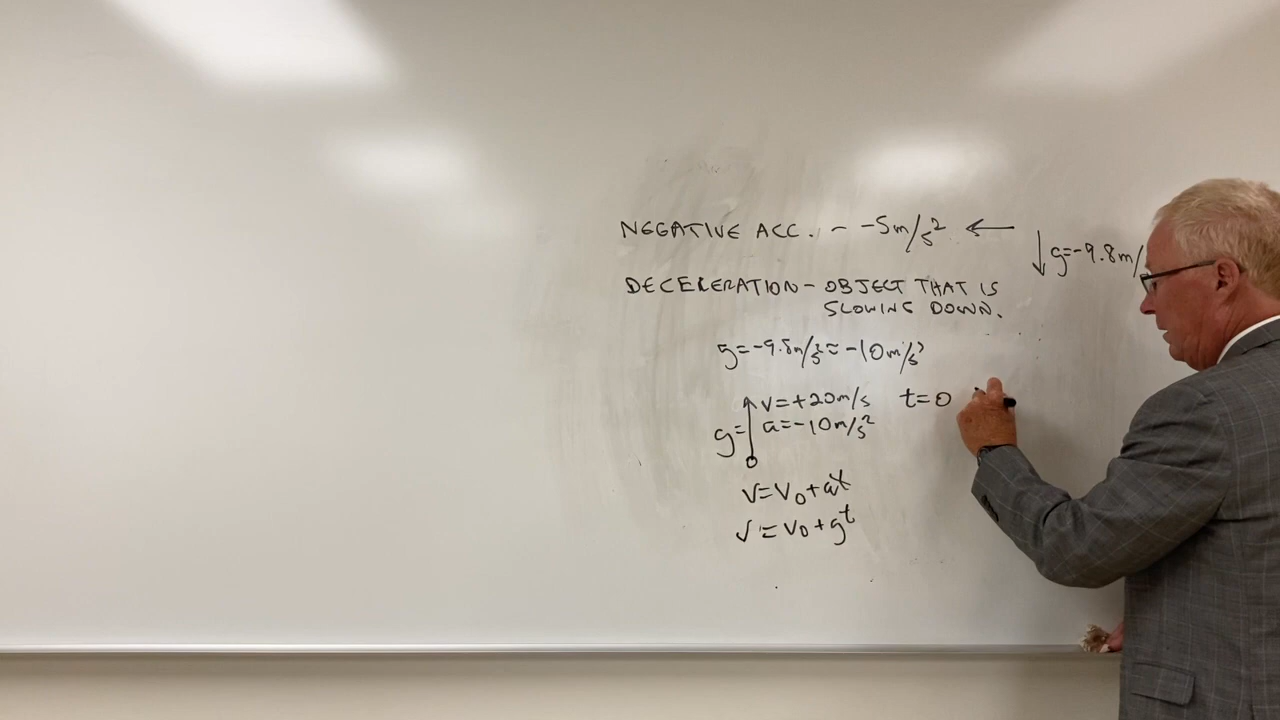 NEGATIVE ACC. - -5m/s² ←
↓ g=-9.8m/
DECELERATION - OBJECT THAT IS
SLOWING DOWN.
g=-9.8m/s²≈-10m/s²
v=+20m/s t=0
g= a=-10m/s²
V=V₀+at
V=V₀+gt